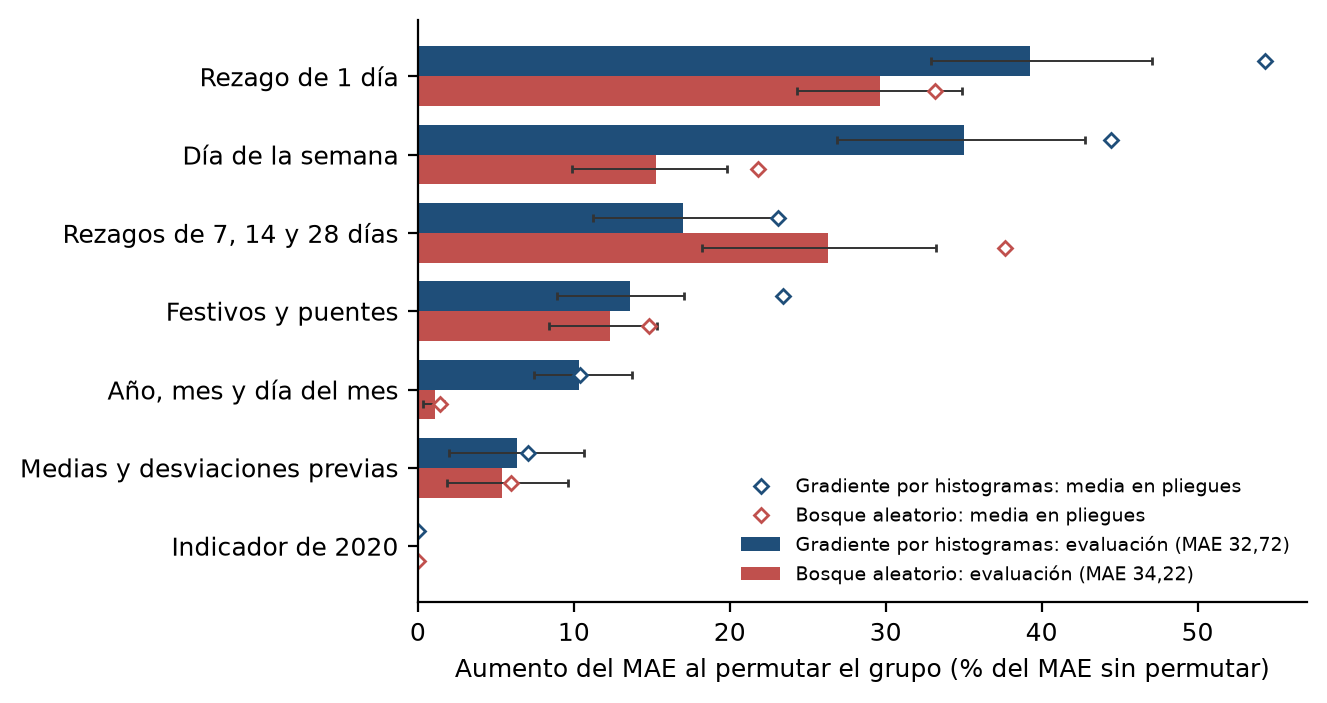 Rezago de 1 día
Día de la semana
Rezagos de 7, 14 y 28 días
Festivos y puentes
Año, mes y día del mes
Medias y desviaciones previas
Indicador de 2020
Gradiente por histogramas: media en pliegues
Bosque aleatorio: media en pliegues
Gradiente por histogramas: evaluación (MAE 32,72)
Bosque aleatorio: evaluación (MAE 34,22)
0 10 20 30 40 50
Aumento del MAE al permutar el grupo (% del MAE sin permutar)